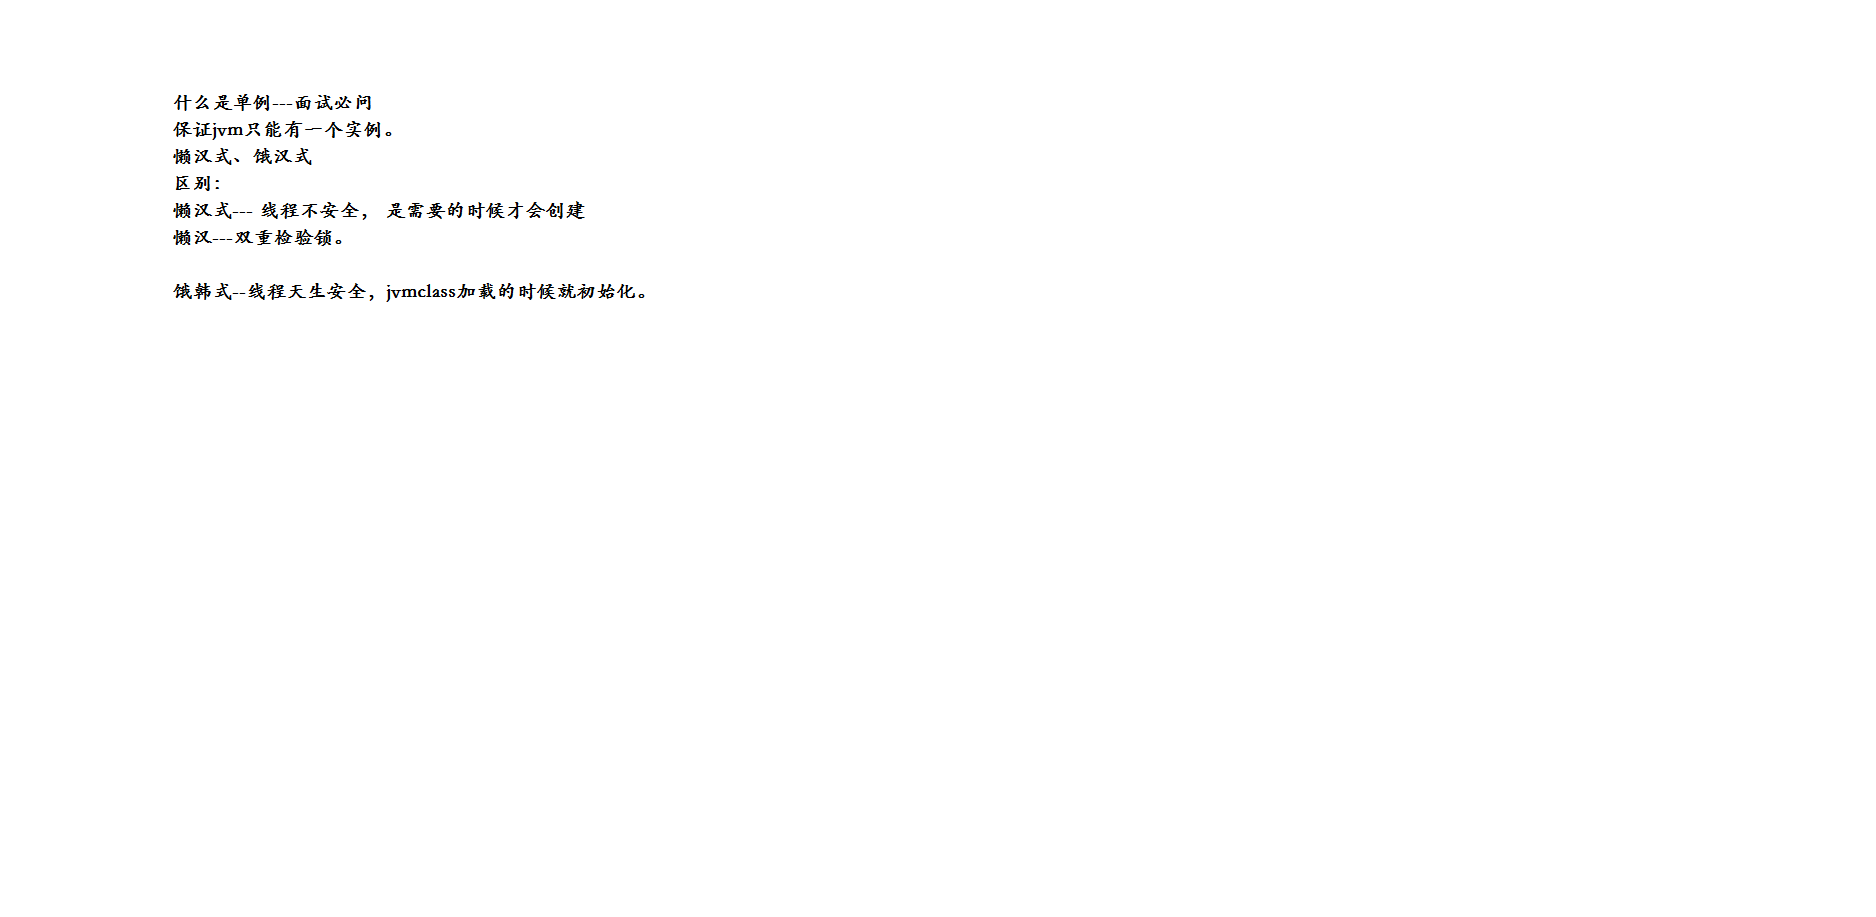 什么是单例---面试必问
保证jvm只能有一个实例。
懒汉式、饿汉式
区别：
懒汉式--- 线程不安全， 是需要的时候才会创建
懒汉---双重检验锁。
饿韩式--线程天生安全，jvmclass加载的时候就初始化。